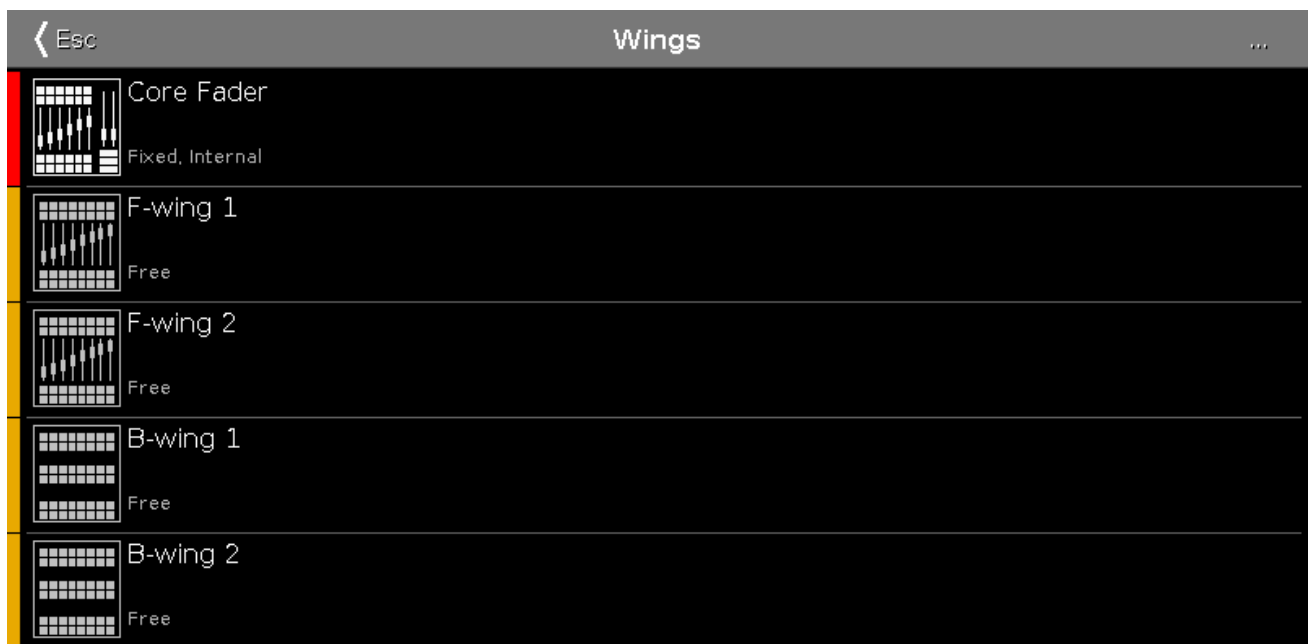 Esc
Wings
...
Core Fader
Fixed, Internal
F-wing 1
Free
F-wing 2
Free
B-wing 1
Free
B-wing 2
Free